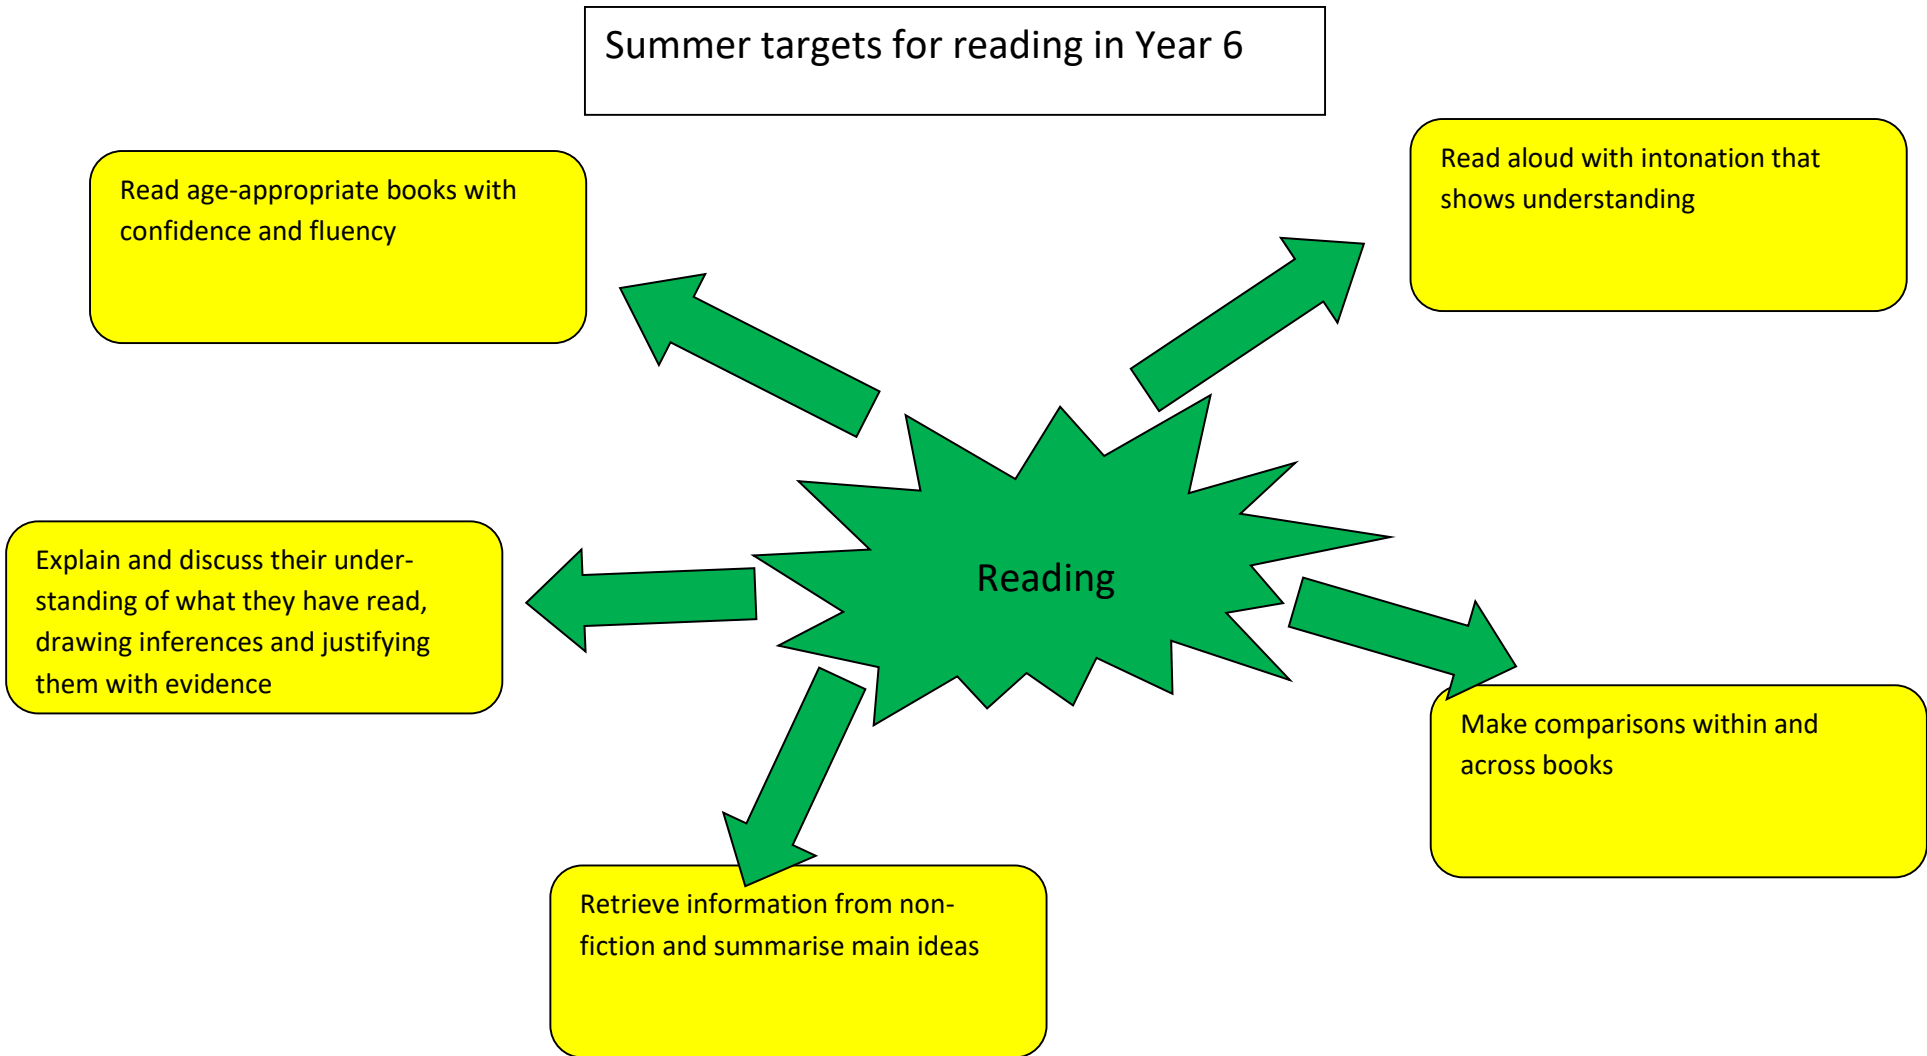 Summer targets for reading in Year 6
Read age-appropriate books with
confidence and fluency
Read aloud with intonation that
shows understanding
Explain and discuss their under-
standing of what they have read,
drawing inferences and justifying
them with evidence
Reading
Make comparisons within and
across books
Retrieve information from non-
fiction and summarise main ideas